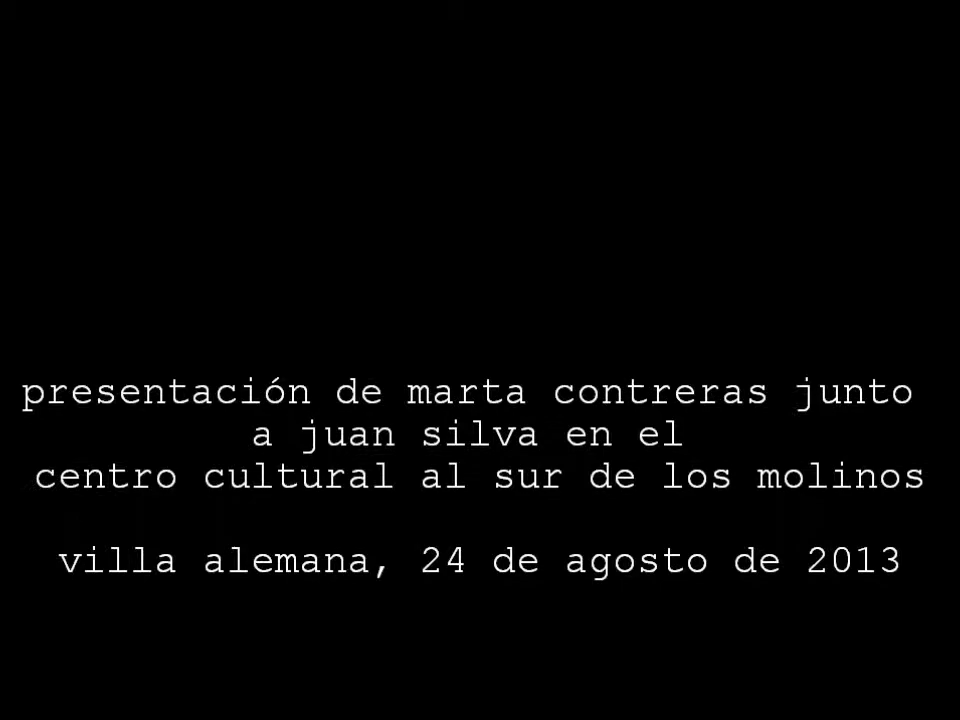 presentación de marta contreras junto
a juan silva en el
centro cultural al sur de los molinos
villa alemana, 24 de agosto de 2013